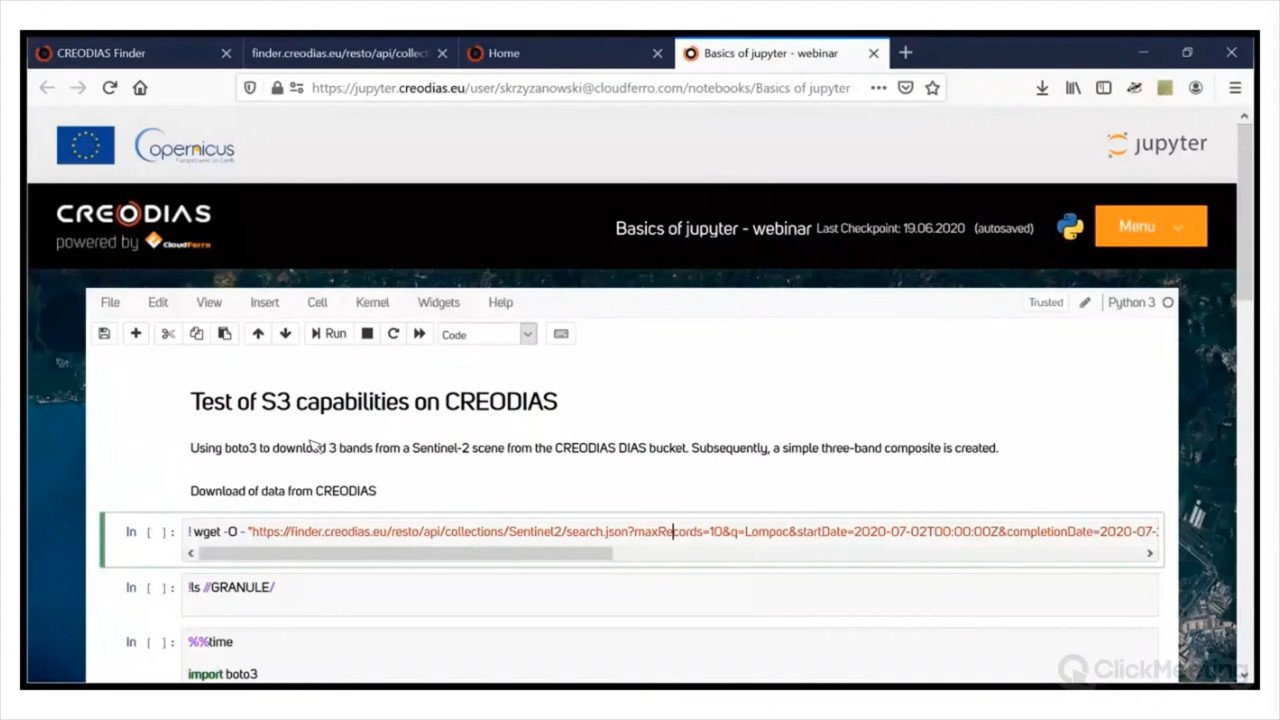 CREODIAS Finder
finder.creodias.eu/resto/api/collect
Home
Basics of jupyter - webinar
https://jupyter.creodias.eu/user/skrzyzanowski@cloudferro.com/notebooks/Basics of jupyter
opernicus
jupyter
CREODIAS
powered by CloudFerro
Basics of jupyter - webinar Last Checkpoint: 19.06.2020 (autosaved)
Menu
File Edit View Insert Cell Kernel Widgets Help Trusted Python 3
Run Code
Test of S3 capabilities on CREODIAS
Using boto3 to download 3 bands from a Sentinel-2 scene from the CREODIAS DIAS bucket. Subsequently, a simple three-band composite is created.
Download of data from CREODIAS
In [ ]: ! wget -O - "https://finder.creodias.eu/resto/api/collections/Sentinel2/search.json?maxRecords=10&q=Lompoc&startDate=2020-07-02T00:00:00Z&completionDate=2020-07-
In [ ]: !ls //GRANULE/
In [ ]: %%time
import boto3
ClickMeeting